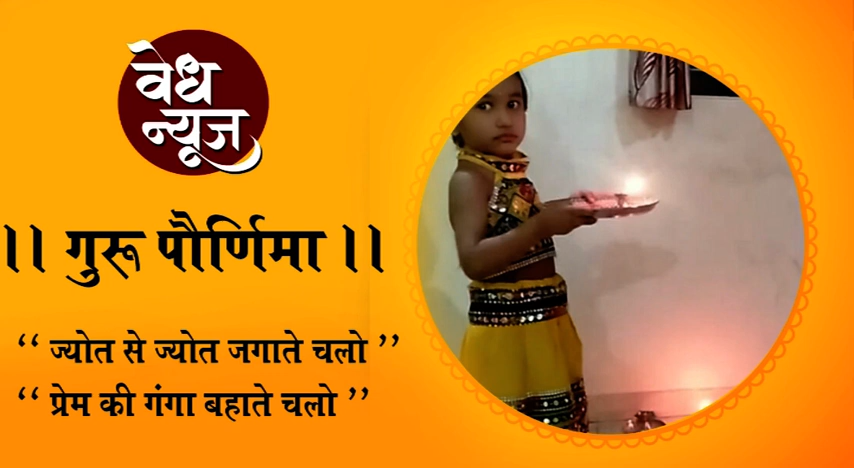 वेध
न्यूज
।। गुरू पौर्णिमा ।।
‘‘ ज्योत से ज्योत जगाते चलो ’’
‘‘ प्रेम की गंगा बहाते चलो ’’